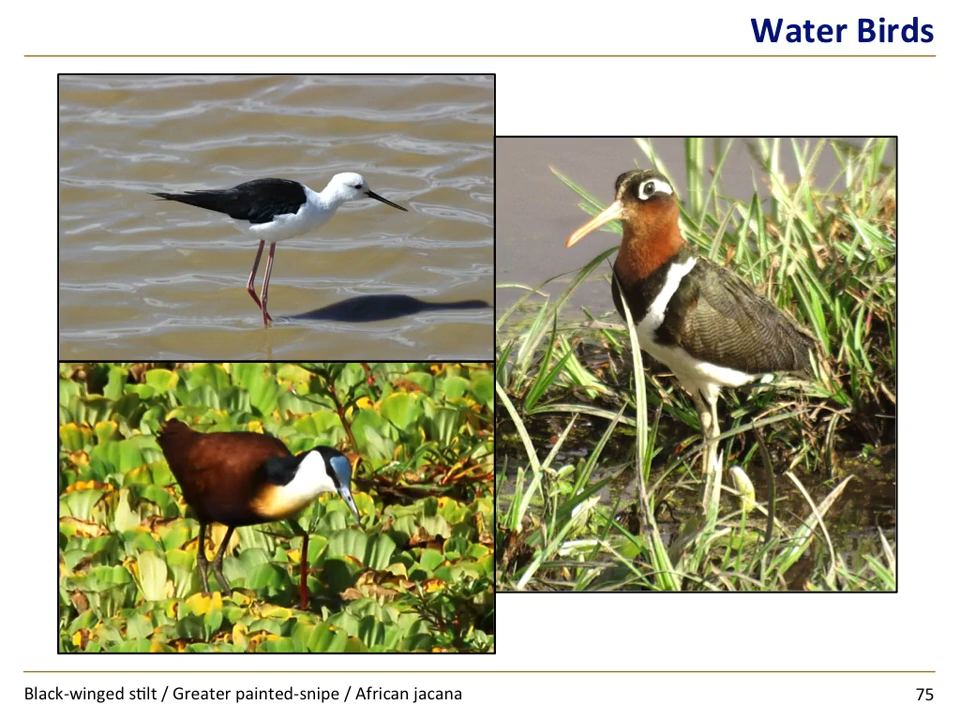 Water Birds
Black-winged stilt / Greater painted-snipe / African jacana
75